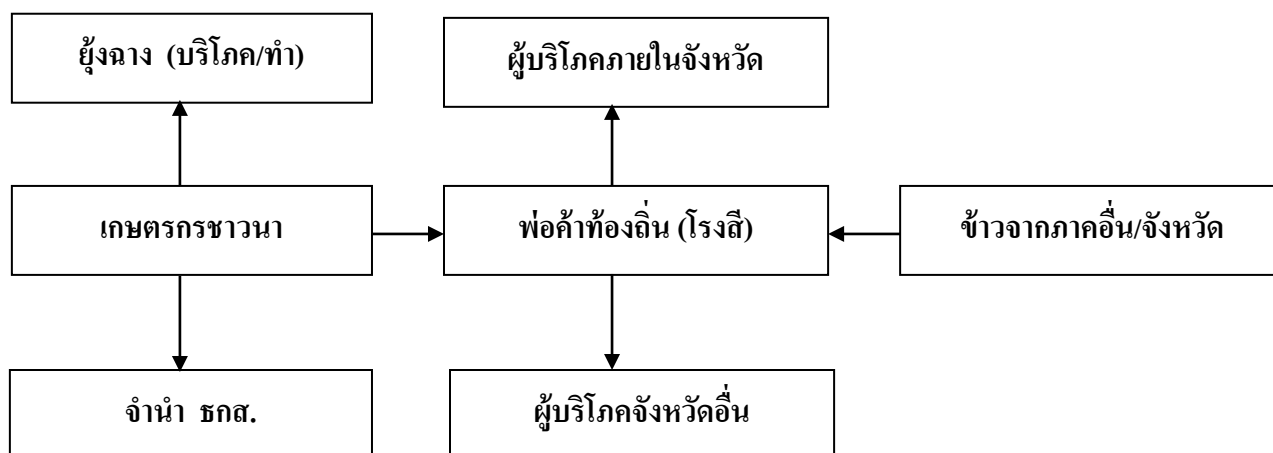 ยุ้งฉาง (บริโภค/ทำ)
ผู้บริโภคภายในจังหวัด
เกษตรกรชาวนา
พ่อค้าท้องถิ่น (โรงสี)
ข้าวจากภาคอื่น/จังหวัด
จำนำ ธกส.
ผู้บริโภคจังหวัดอื่น